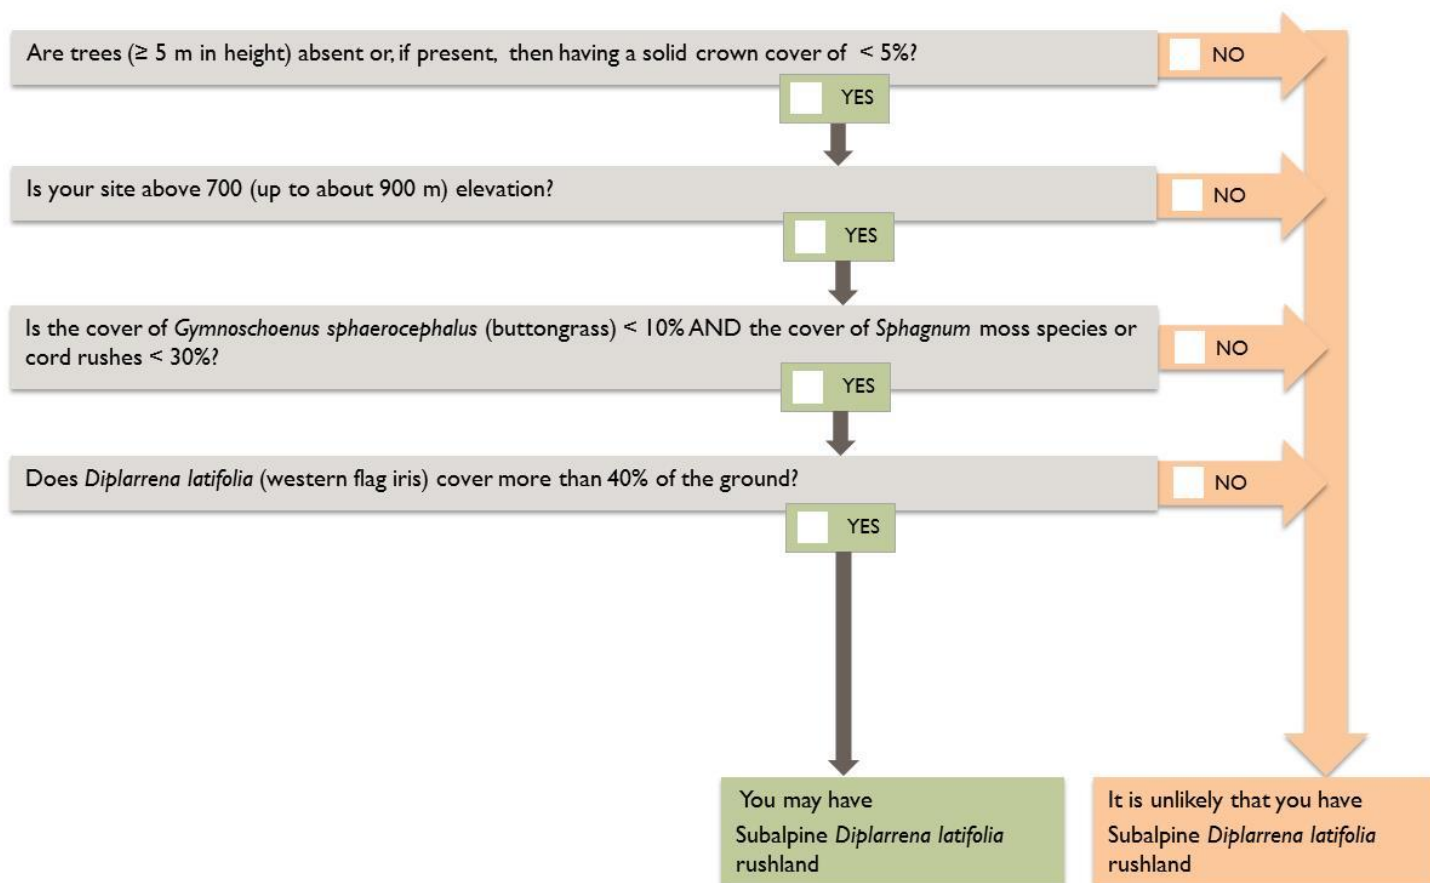 Are trees (≥ 5 m in height) absent or, if present, then having a solid crown cover of < 5%?
NO
YES
Is your site above 700 (up to about 900 m) elevation?
NO
YES
Is the cover of Gymnoschoenus sphaerocephalus (buttongrass) < 10% AND the cover of Sphagnum moss species or
cord rushes < 30%?
NO
YES
Does Diplarrena latifolia (western flag iris) cover more than 40% of the ground?
NO
YES
You may have
Subalpine Diplarrena latifolia
rushland
It is unlikely that you have
Subalpine Diplarrena latifolia
rushland